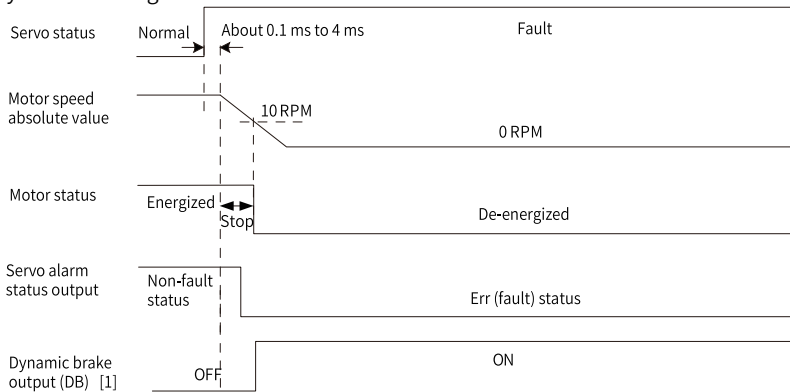 Servo status
Normal
About 0.1 ms to 4 ms
Fault
Motor speed
absolute value
10 RPM
0 RPM
Motor status
Energized
Stop
De-energized
Servo alarm
status output
Non-fault
status
Err (fault) status
Dynamic brake
output (DB) [1]
OFF
ON